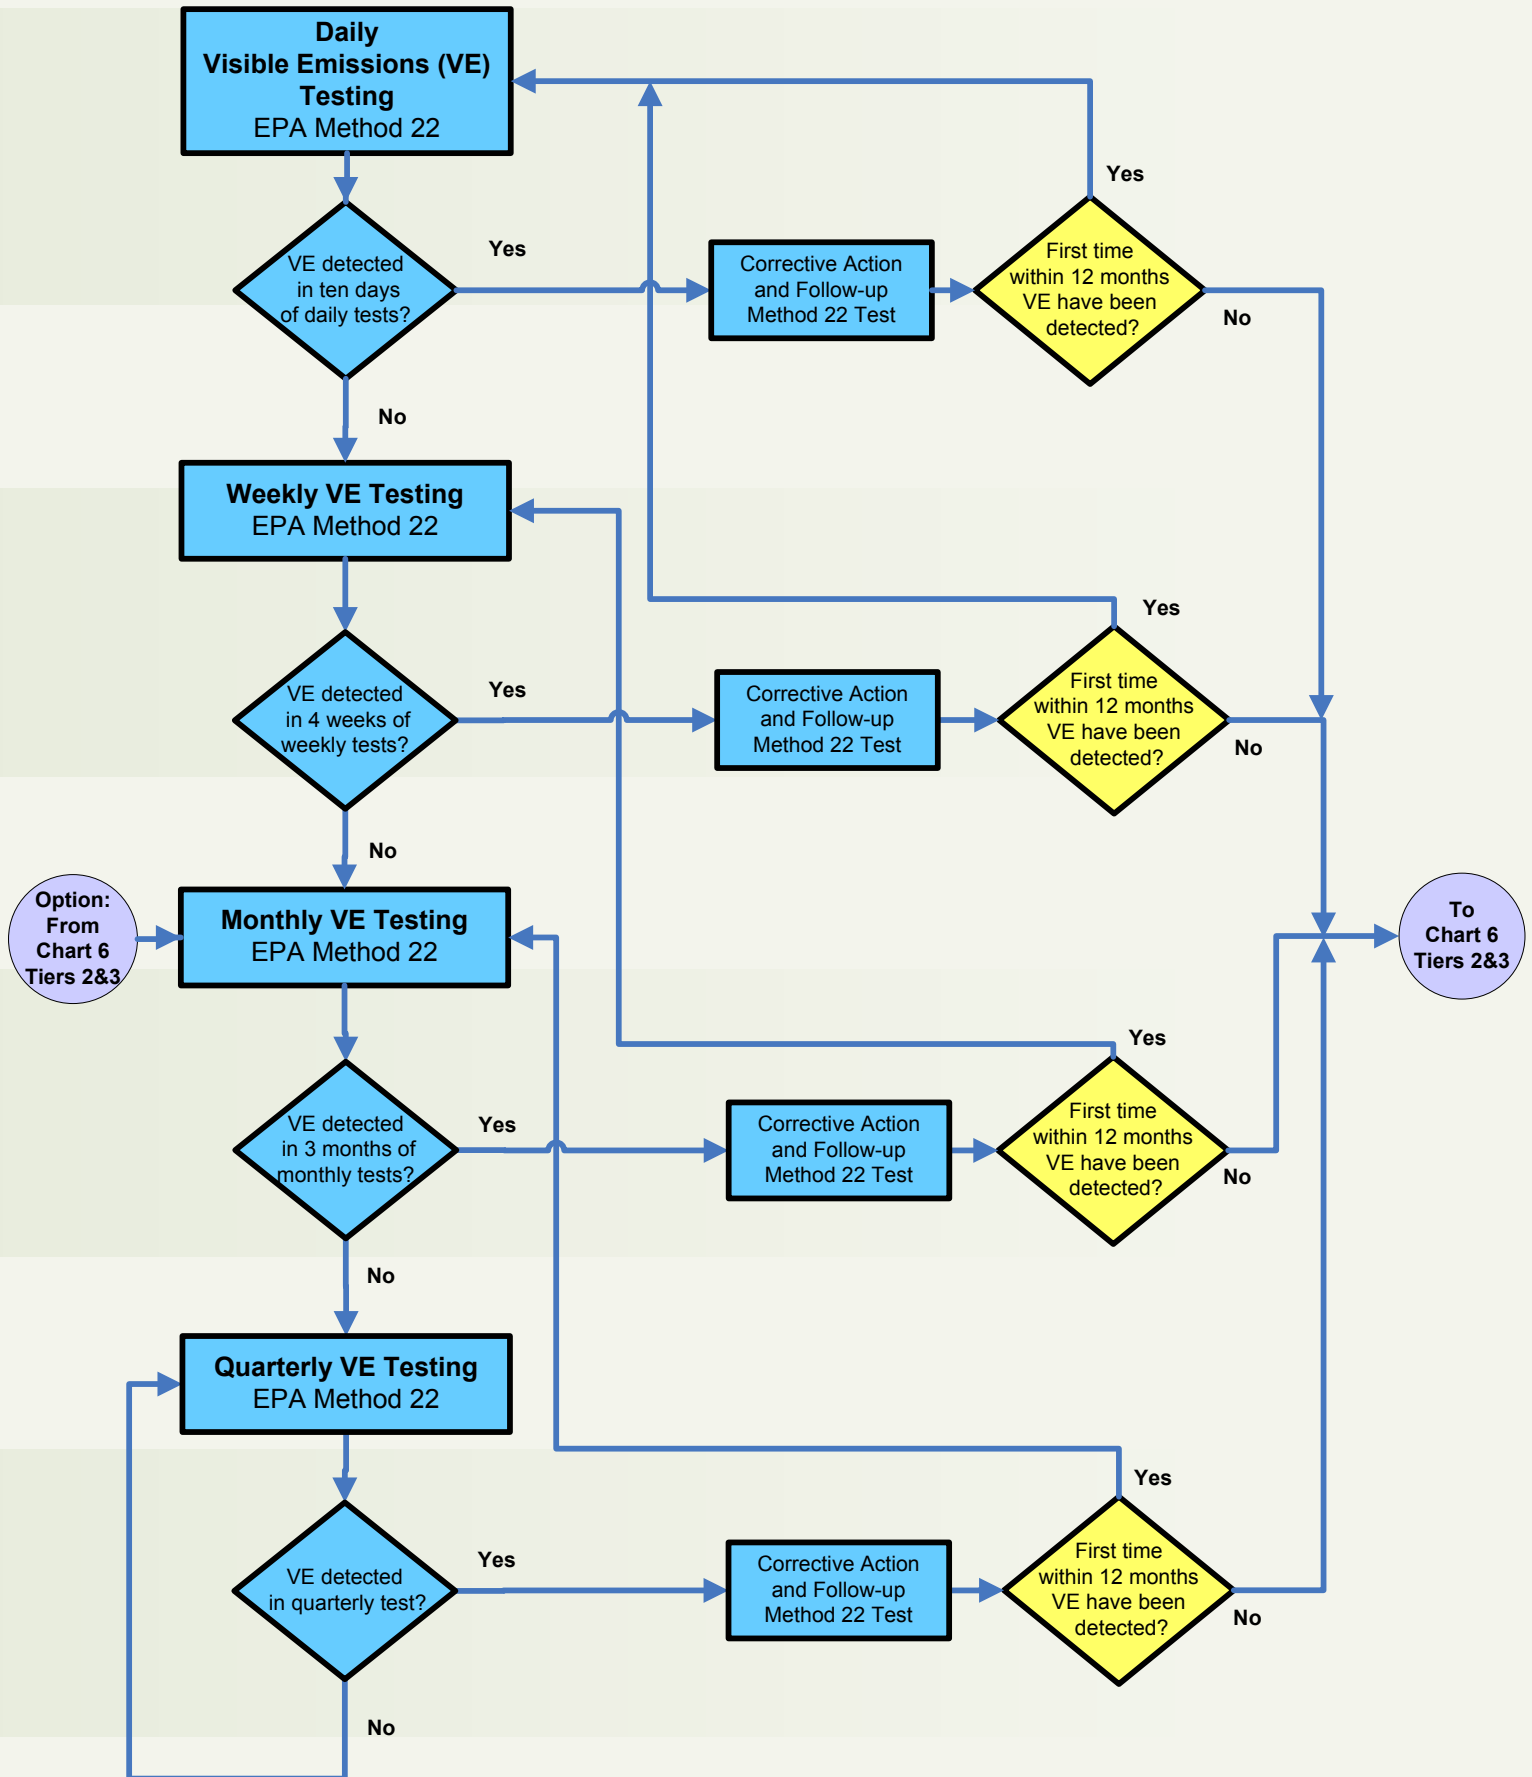 Daily
Visible Emissions (VE)
Testing
EPA Method 22
Yes
VE detected
in ten days
of daily tests?
Yes
Corrective Action
and Follow-up
Method 22 Test
First time
within 12 months
VE have been
detected?
No
No
Weekly VE Testing
EPA Method 22
Yes
VE detected
in 4 weeks of
weekly tests?
Yes
Corrective Action
and Follow-up
Method 22 Test
First time
within 12 months
VE have been
detected?
No
No
Option:
From
Chart 6
Tiers 2&3
Monthly VE Testing
EPA Method 22
To
Chart 6
Tiers 2&3
Yes
VE detected
in 3 months of
monthly tests?
Yes
Corrective Action
and Follow-up
Method 22 Test
First time
within 12 months
VE have been
detected?
No
No
Quarterly VE Testing
EPA Method 22
Yes
VE detected
in quarterly test?
Yes
Corrective Action
and Follow-up
Method 22 Test
First time
within 12 months
VE have been
detected?
No
No